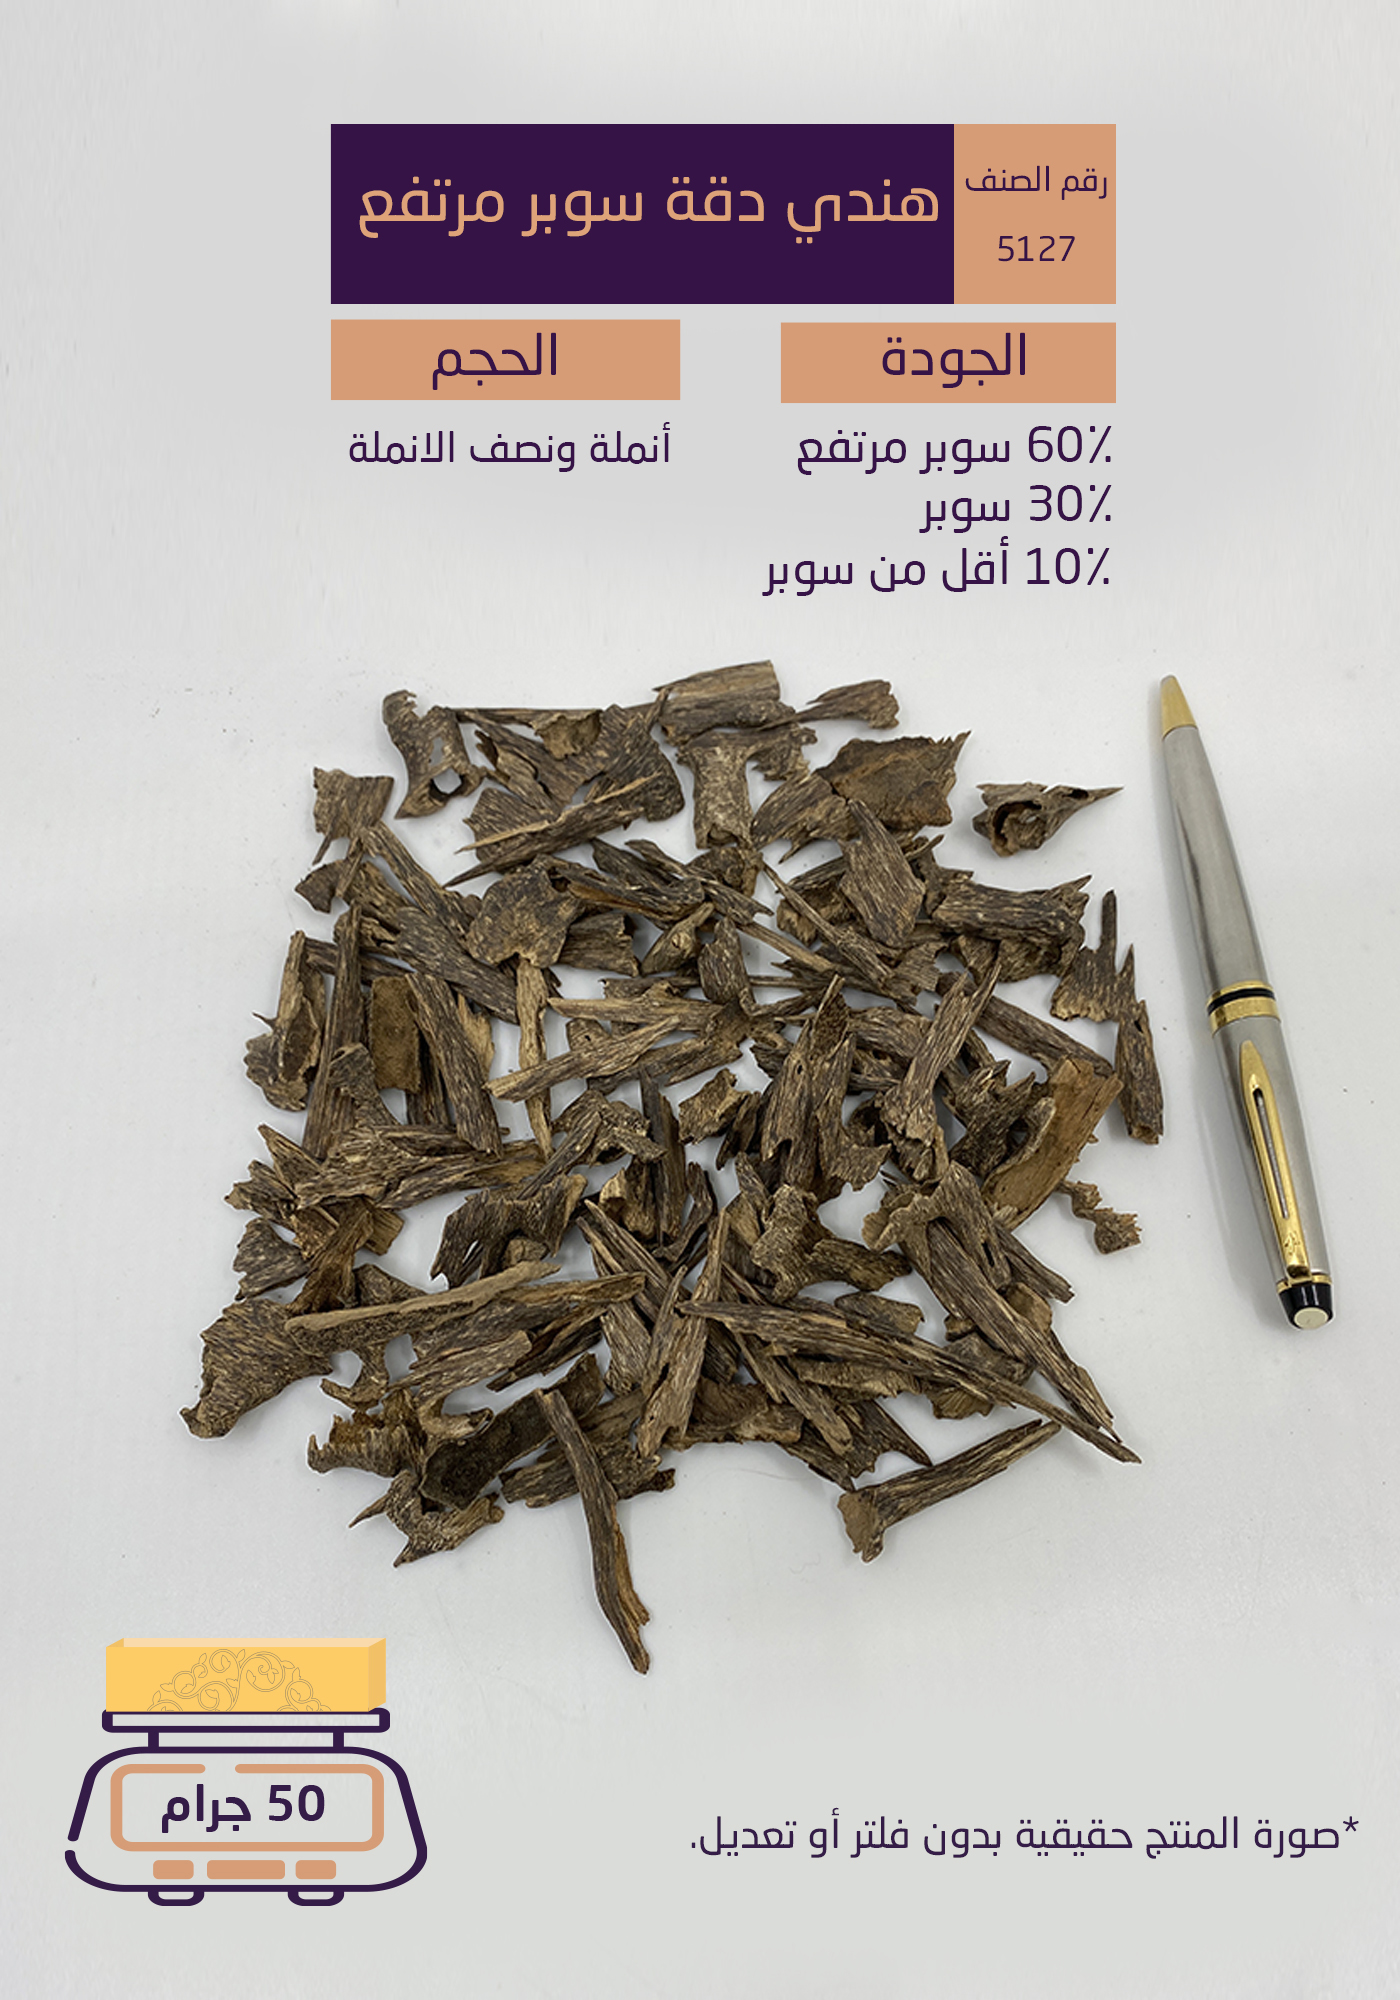 رقم الصنف
5127
هندي دقة سوبر مرتفع
الجودة
60٪ سوبر مرتفع
30٪ سوبر
10٪ أقل من سوبر
الحجم
أنملة ونصف الانملة
50 جرام
*صورة المنتج حقيقية بدون فلتر أو تعديل.